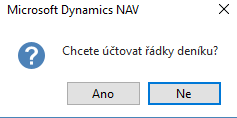 Microsoft Dynamics NAV
Chcete účtovat řádky deníku?
Ano
Ne